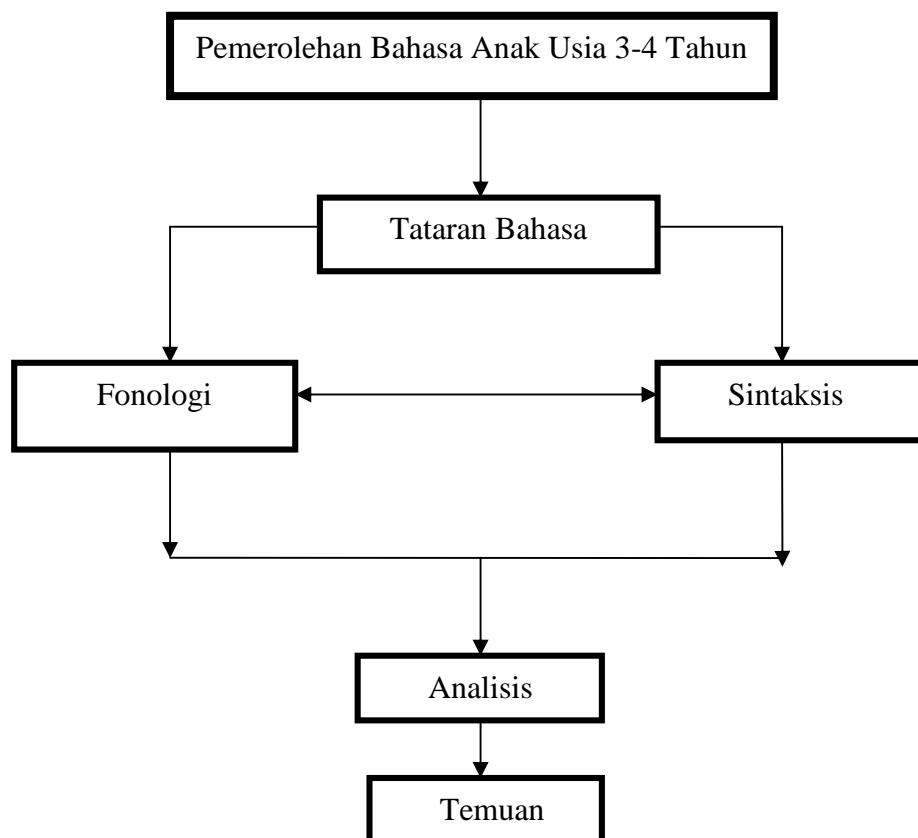 Pemerolehan Bahasa Anak Usia 3-4 Tahun
Tataran Bahasa
Fonologi
Sintaksis
Analisis
Temuan